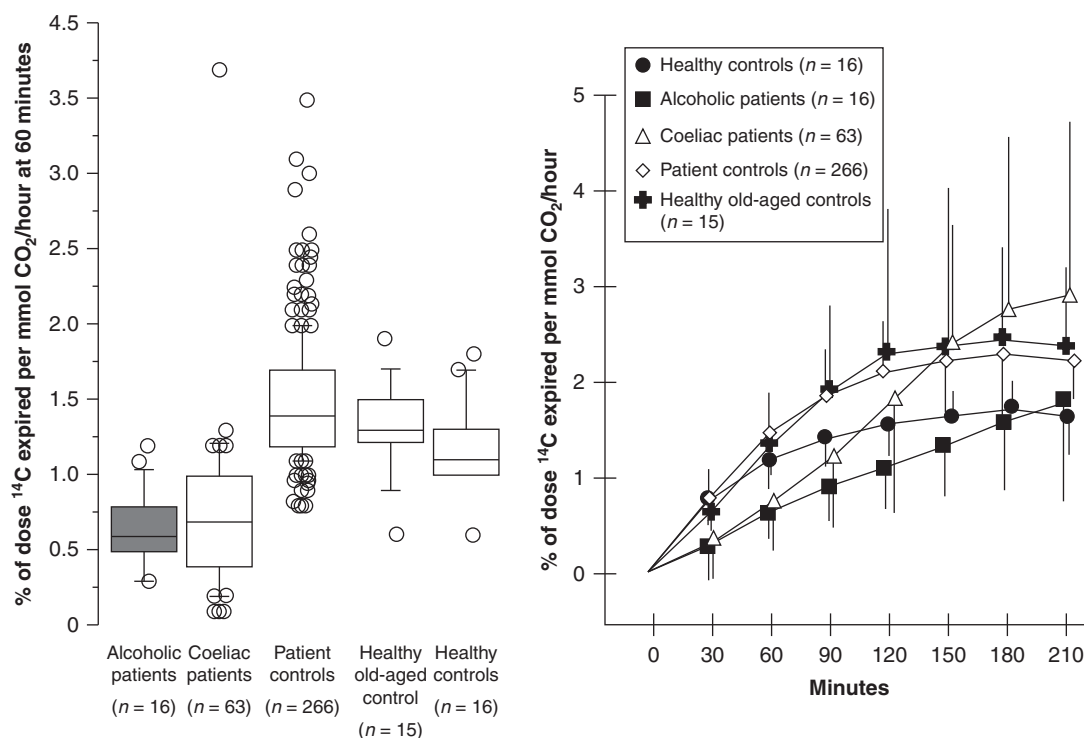 % of dose ¹⁴C expired per mmol CO₂/hour at 60 minutes
4.5
3.5
3.0
2.5
2.0
1.5
1.0
0.5
0
Alcoholic
patients
(n = 16)
Coeliac
patients
(n = 63)
Patient
controls
(n = 266)
Healthy
old-aged
control
(n = 15)
Healthy
controls
(n = 16)
Healthy controls (n = 16)
Alcoholic patients (n = 16)
Coeliac patients (n = 63)
Patient controls (n = 266)
Healthy old-aged controls
(n = 15)
% of dose ¹⁴C expired per mmol CO₂/hour
5
4
3
2
1
0
0 30 60 90 120 150 180 210
Minutes